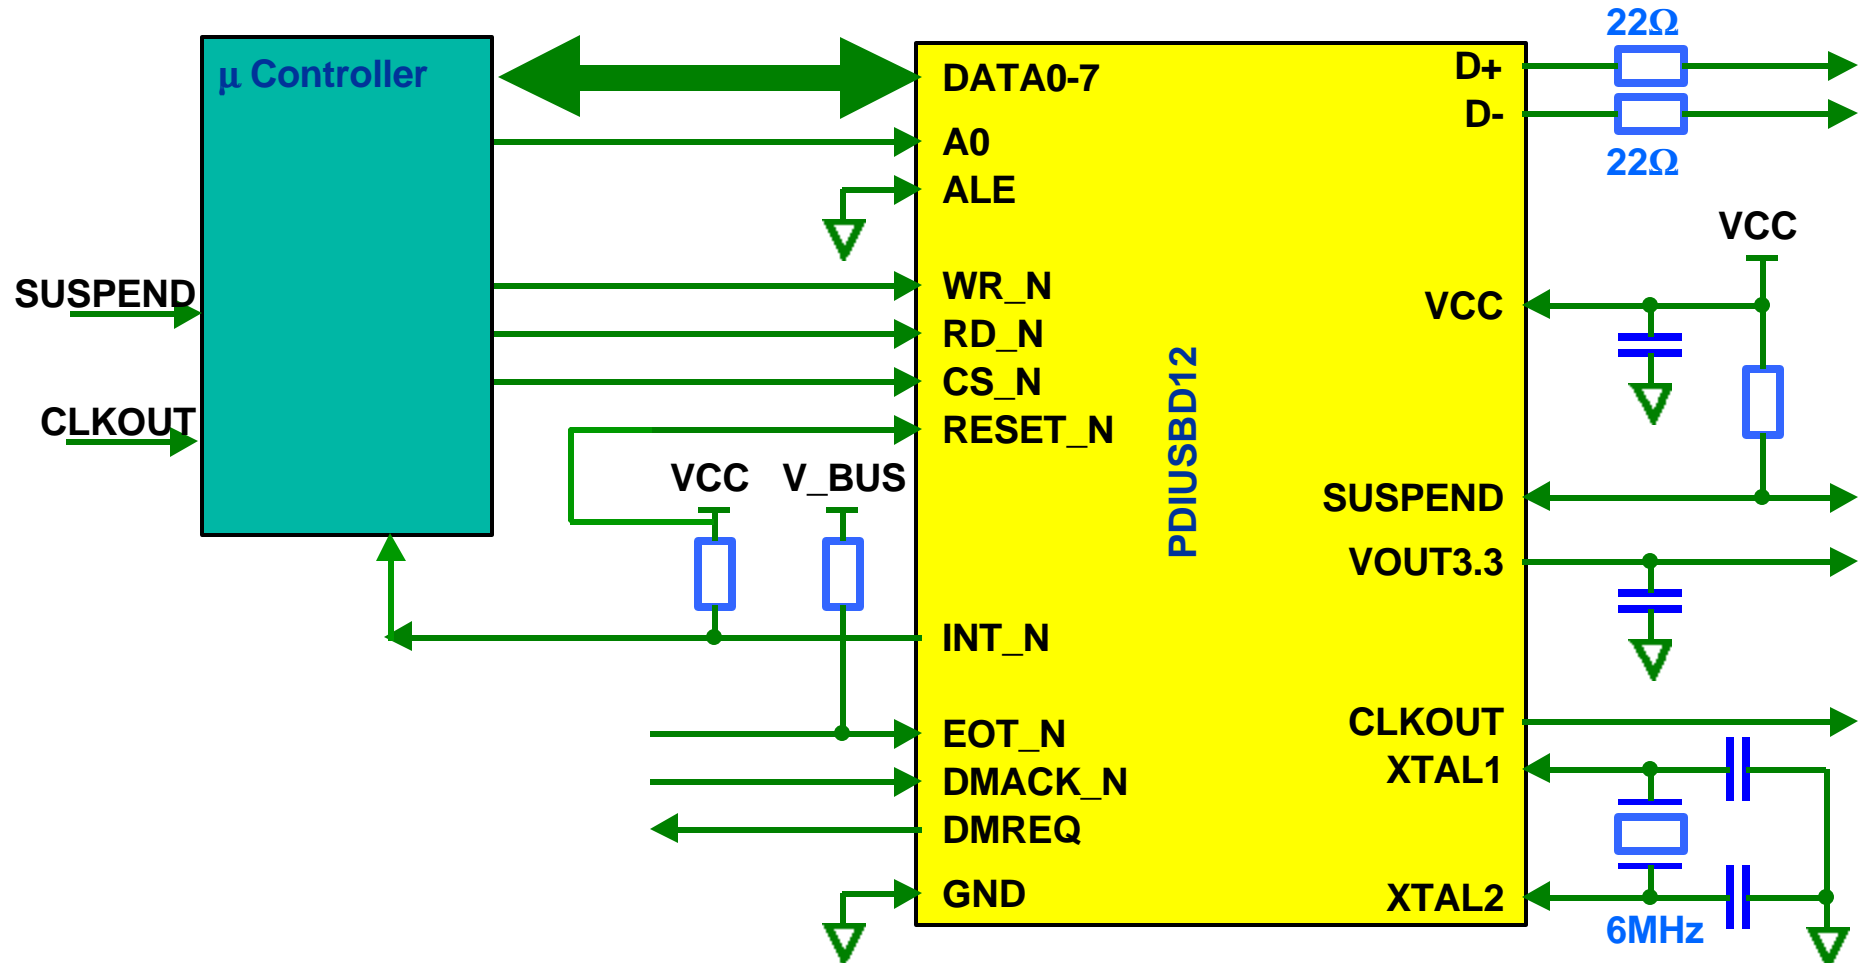 22Ω
μ Controller
DATA0-7
D+
D-
A0
22Ω
ALE
VCC
SUSPEND
WR_N
VCC
RD_N
CS_N
CLKOUT
RESET_N
PDIUSBD12
VCC
V_BUS
SUSPEND
VOUT3.3
INT_N
EOT_N
CLKOUT
DMACK_N
XTAL1
DMREQ
GND
XTAL2
6MHz